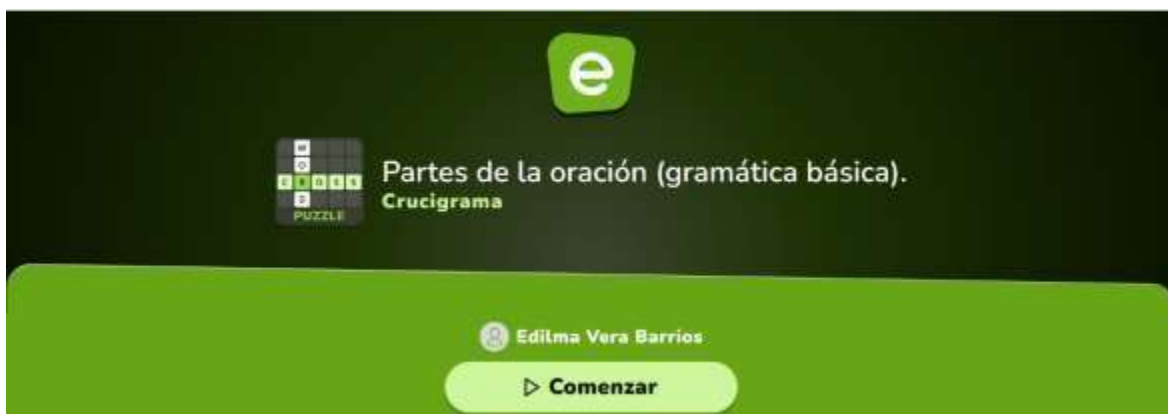 e
Partes de la oración (gramática básica).
Crucigrama
PUZZLE
Edilma Vera Barrios
Comenzar